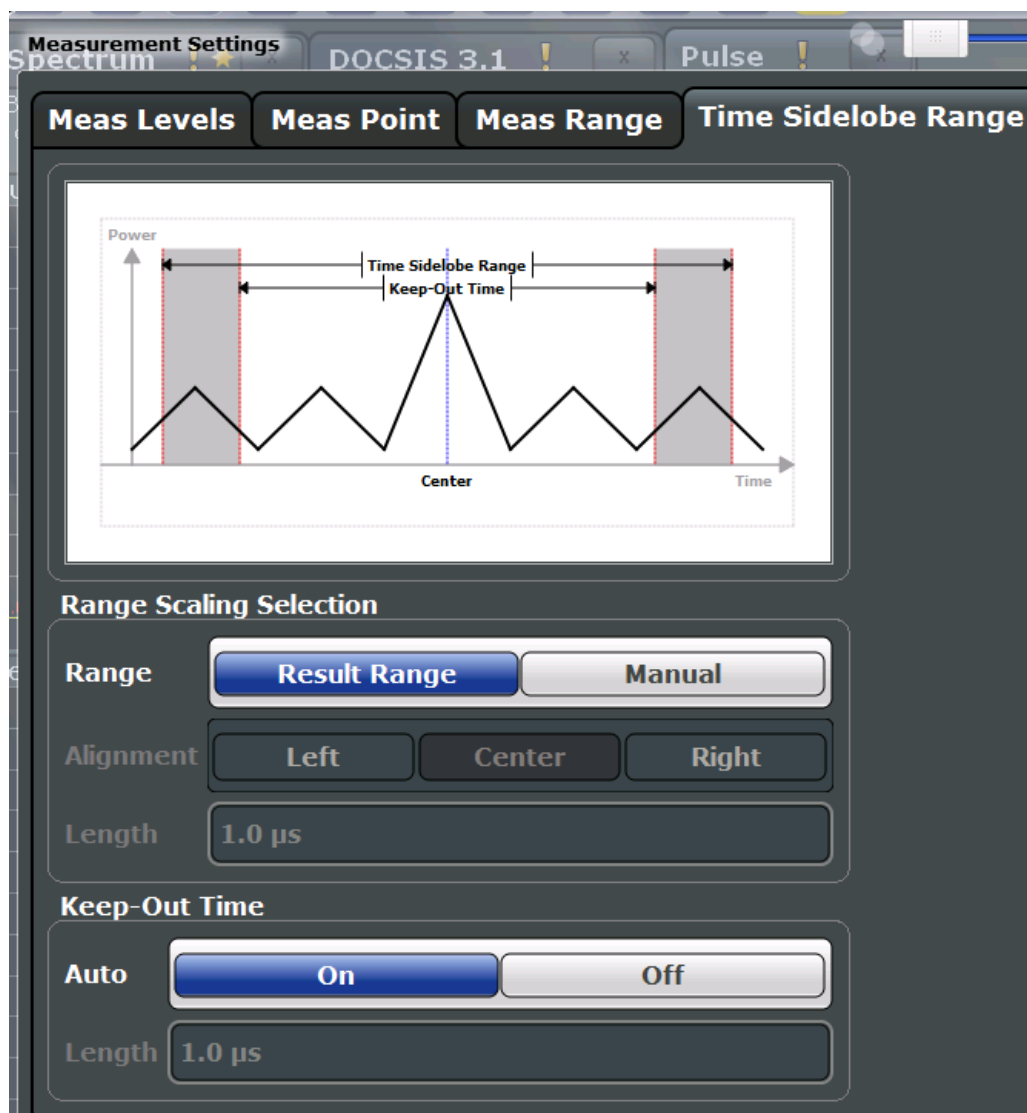 Measurement Settings
Spectrum ! x DOCSIS 3.1 ! x Pulse ! x
Meas Levels Meas Point Meas Range Time Sidelobe Range
Power
Time Sidelobe Range
Keep-Out Time
Center Time
Range Scaling Selection
Range Result Range Manual
Alignment Left Center Right
Length 1.0 µs
Keep-Out Time
Auto On Off
Length 1.0 µs